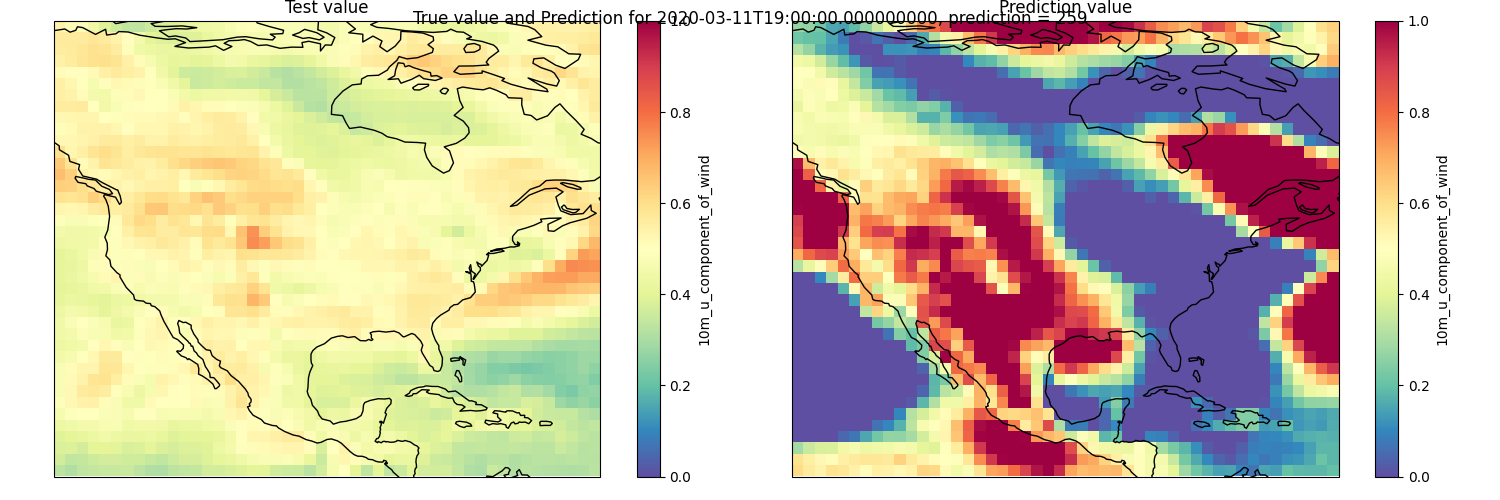 Test value
Prediction value
True value and Prediction for 2020-03-11T19:00:00.000000000  prediction = 259
1.0
0.8
0.6
0.4
0.2
0.0
10m_u_component_of_wind
1.0
0.8
0.6
0.4
0.2
0.0
10m_u_component_of_wind